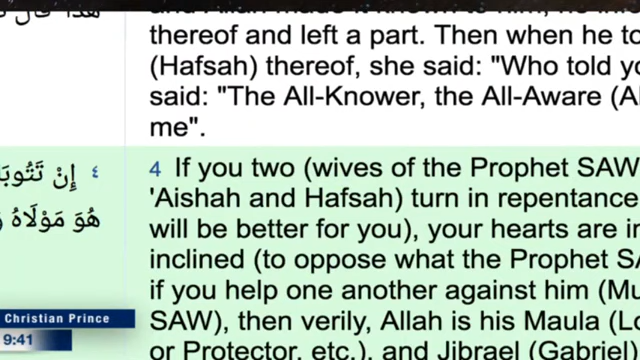 هذا قال
thereof and left a part. Then when he to
(Hafsah) thereof, she said: "Who told yo
said: "The All-Knower, the All-Aware (Al
me".
٤ إِنْ تَتُوبَا
هُوَ مَوْلَاهُ
4 If you two (wives of the Prophet SAW
'Aishah and Hafsah) turn in repentance
will be better for you), your hearts are in
inclined (to oppose what the Prophet SA
if you help one another against him (Mu
SAW), then verily, Allah is his Maula (Lo
or Protector, etc.), and Jibrael (Gabriel)
Christian Prince
9:41